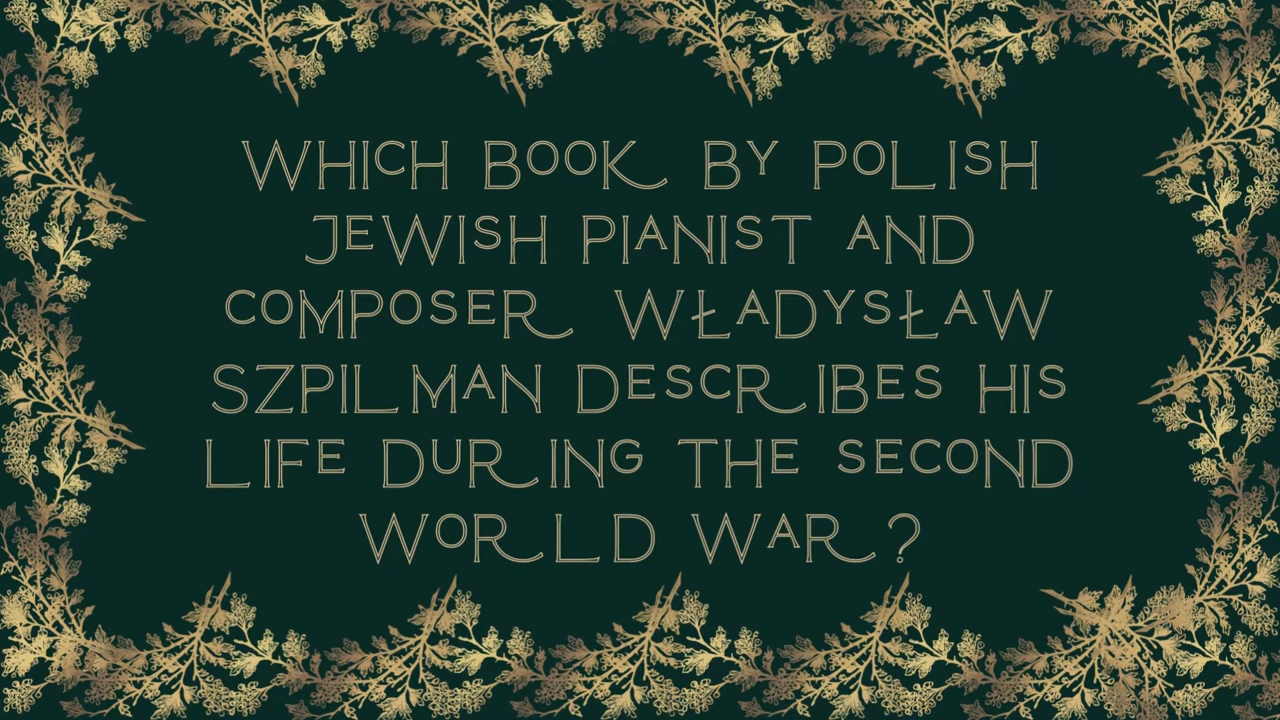 WHICH BOOK BY POLISH
JEWISH PIANIST AND
COMPOSER WŁADYSŁAW
SZPILMAN DESCRIBES HIS
LIFE DURING THE SECOND
WORLD WAR?